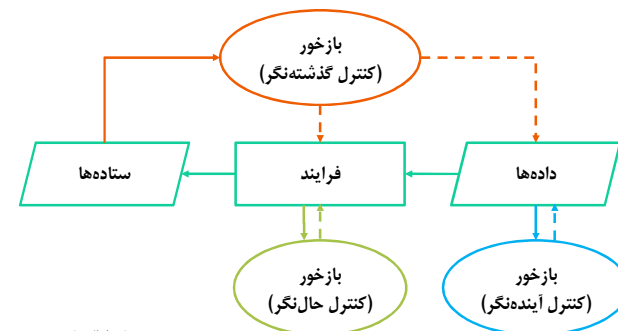 بازخور
(کنترل گذشته‌نگر)
داده‌ها
فرایند
ستاده‌ها
بازخور
(کنترل آینده‌نگر)
بازخور
(کنترل حال‌نگر)